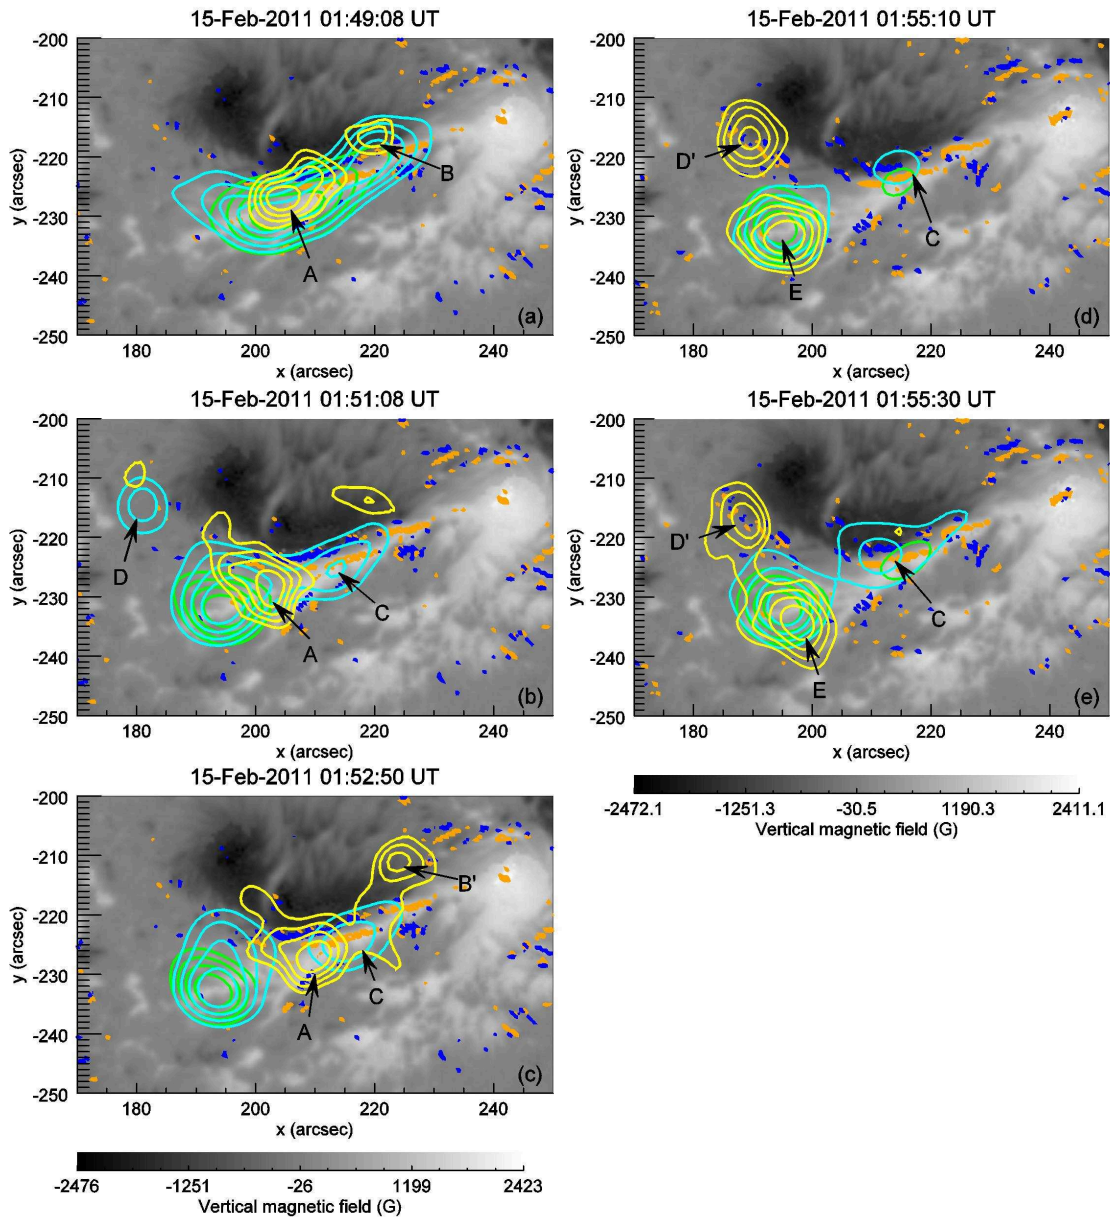 15-Feb-2011 01:49:08 UT
-200
-210
-220
-230
-240
-250
y (arcsec)
B
A
(a)
180 200 220 240
x (arcsec)
15-Feb-2011 01:55:10 UT
-200
-210
-220
-230
-240
-250
y (arcsec)
D'
C
E
(d)
180 200 220 240
x (arcsec)
15-Feb-2011 01:51:08 UT
-200
-210
-220
-230
-240
-250
y (arcsec)
D
C
A
(b)
180 200 220 240
x (arcsec)
15-Feb-2011 01:55:30 UT
-200
-210
-220
-230
-240
-250
y (arcsec)
D'
C
E
(e)
180 200 220 240
x (arcsec)
-2472.1 -1251.3 -30.5 1190.3 2411.1
Vertical magnetic field (G)
15-Feb-2011 01:52:50 UT
-200
-210
-220
-230
-240
-250
y (arcsec)
B'
C
A
(c)
180 200 220 240
x (arcsec)
-2476 -1251 -26 1199 2423
Vertical magnetic field (G)